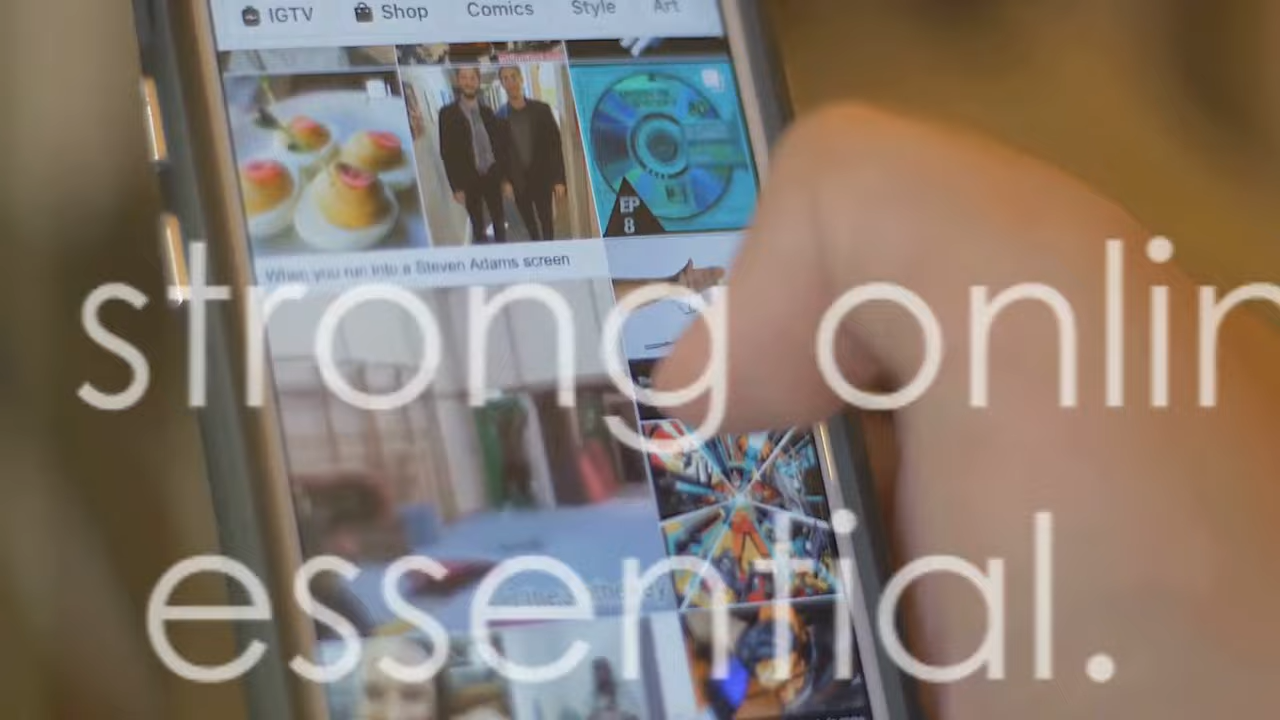 IGTV Shop Comics Style Art
EP
8
When you run into a Steven Adams screen
strong onlin
essential.